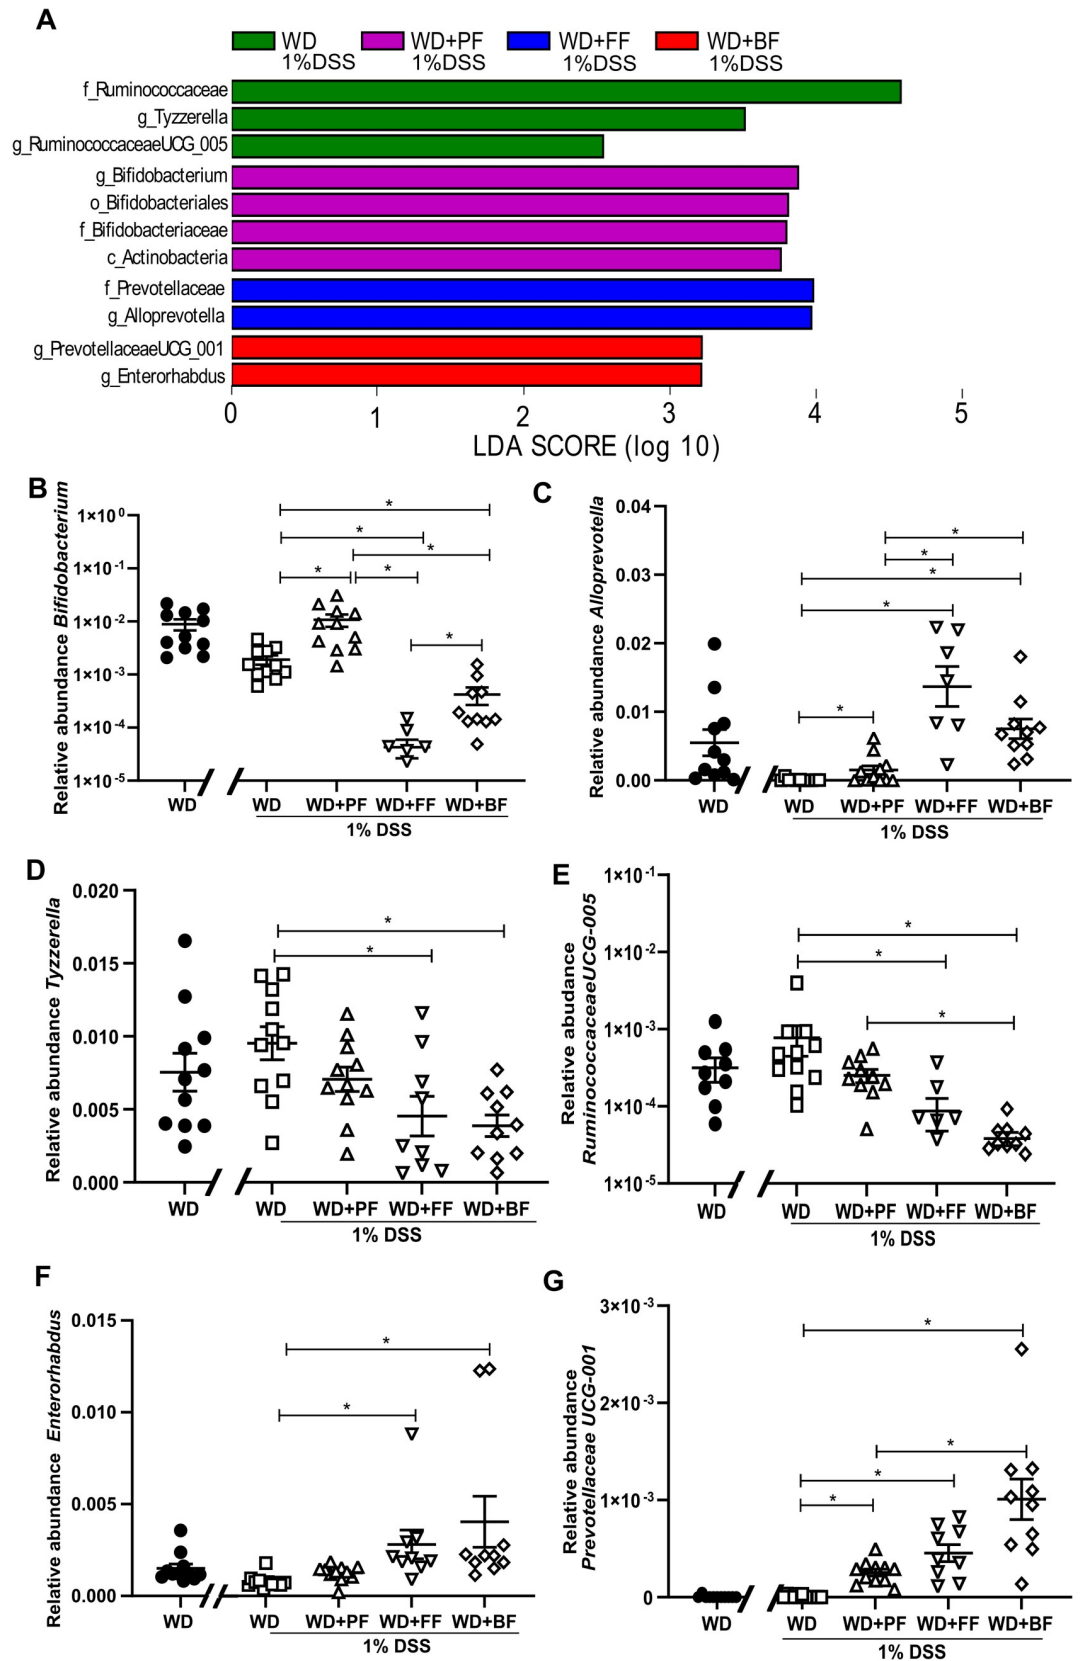 A
WD 1%DSS
WD+PF 1%DSS
WD+FF 1%DSS
WD+BF 1%DSS
f_Ruminococcaceae
g_Tyzzerella
g_RuminococcaceaeUCG_005
g_Bifidobacterium
o_Bifidobacteriales
f_Bifidobacteriaceae
c_Actinobacteria
f_Prevotellaceae
g_Alloprevotella
g_PrevotellaceaeUCG_001
g_Enterorhabdus
0 1 2 3 4 5
LDA SCORE (log 10)
B
Relative abundance Bifidobacterium
1×10⁰
1×10⁻¹
1×10⁻²
1×10⁻³
1×10⁻⁴
1×10⁻⁵
* * * * * *
WD WD WD+PF WD+FF WD+BF
1% DSS
C
Relative abundance Alloprevotella
0.04
0.03
0.02
0.01
0.00
* * * * *
WD WD WD+PF WD+FF WD+BF
1% DSS
D
Relative abundance Tyzzerella
0.020
0.015
0.010
0.005
0.000
* *
WD WD WD+PF WD+FF WD+BF
1% DSS
E
Relative abudance
RuminococcaceaeUCG-005
1×10⁻¹
1×10⁻²
1×10⁻³
1×10⁻⁴
1×10⁻⁵
* * *
WD WD WD+PF WD+FF WD+BF
1% DSS
F
Relative abundance Enterorhabdus
0.015
0.010
0.005
0.000
* *
WD WD WD+PF WD+FF WD+BF
1% DSS
G
Relative abundance
Prevotellaceae UCG-001
3×10⁻³
2×10⁻³
1×10⁻³
0
* * * *
WD WD WD+PF WD+FF WD+BF
1% DSS